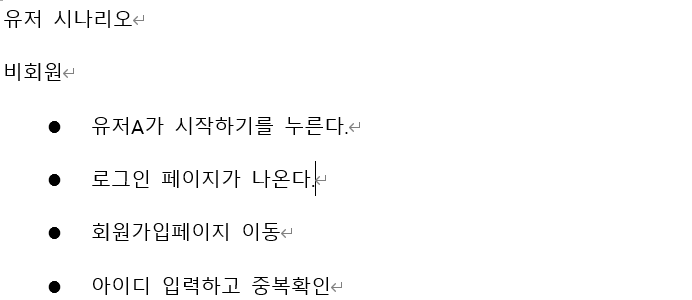 유저 시나리오
비회원
● 유저A가 시작하기를 누른다.
● 로그인 페이지가 나온다.
● 회원가입페이지 이동
● 아이디 입력하고 중복확인